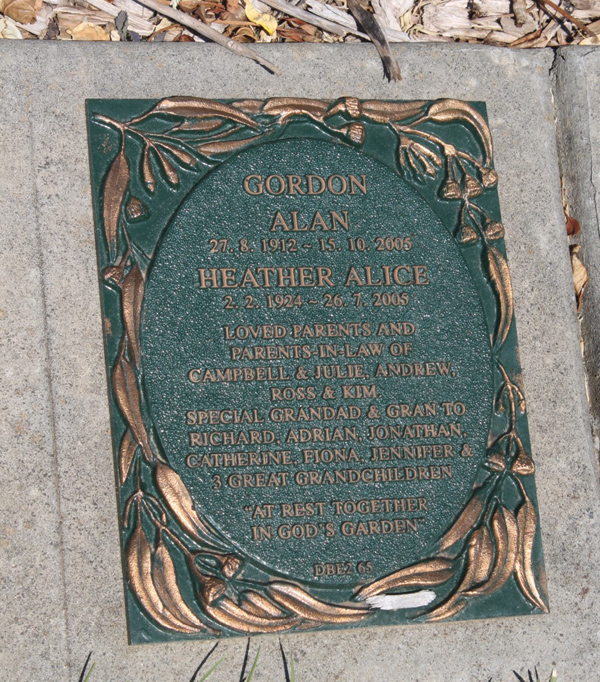 GORDON
ALAN
27. 8. 1912 ~ 15. 10. 2005
HEATHER ALICE
2. 2. 1924 ~ 26. 7. 2005
LOVED PARENTS AND
PARENTS-IN-LAW OF
CAMPBELL & JULIE, ANDREW,
ROSS & KIM.
SPECIAL GRANDAD & GRAN TO
RICHARD, ADRIAN, JONATHAN,
CATHERINE, FIONA, JENNIFER &
3 GREAT GRANDCHILDREN
"AT REST TOGETHER
IN GOD'S GARDEN"
DBE2 65